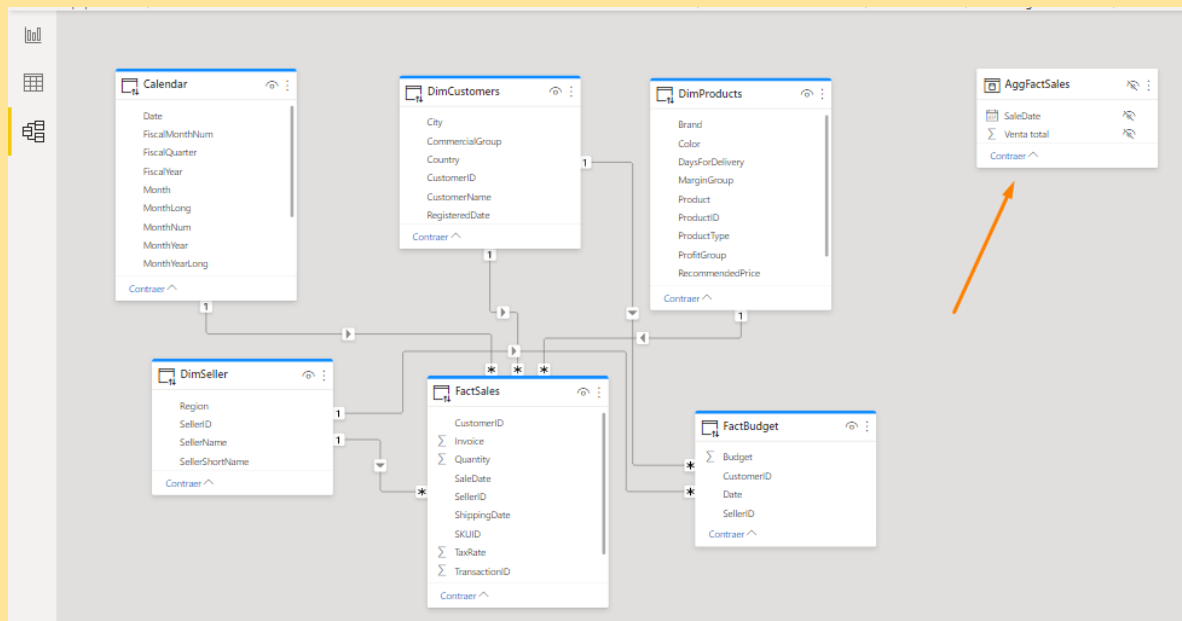 Calendar
Date
FiscalMonthNum
FiscalQuarter
FiscalYear
Month
MonthLong
MonthNum
MonthYear
MonthYearLong
Contraer
1
DimCustomers
City
CommercialGroup
Country
CustomerID
CustomerName
RegisteredDate
Contraer
1
1
DimProducts
Brand
Color
DaysForDelivery
MarginGroup
Product
ProductID
ProductType
ProfitGroup
RecommendedPrice
Contraer
1
AggFactSales
SaleDate
Σ Venta total
Contraer
DimSeller
Region
SellerID
SellerName
SellerShortName
Contraer
1
1
* * *
*
FactSales
CustomerID
Σ Invoice
Σ Quantity
SaleDate
SellerID
ShippingDate
SKUID
Σ TaxRate
Σ TransactionID
Contraer
*
*
FactBudget
Σ Budget
CustomerID
Date
SellerID
Contraer